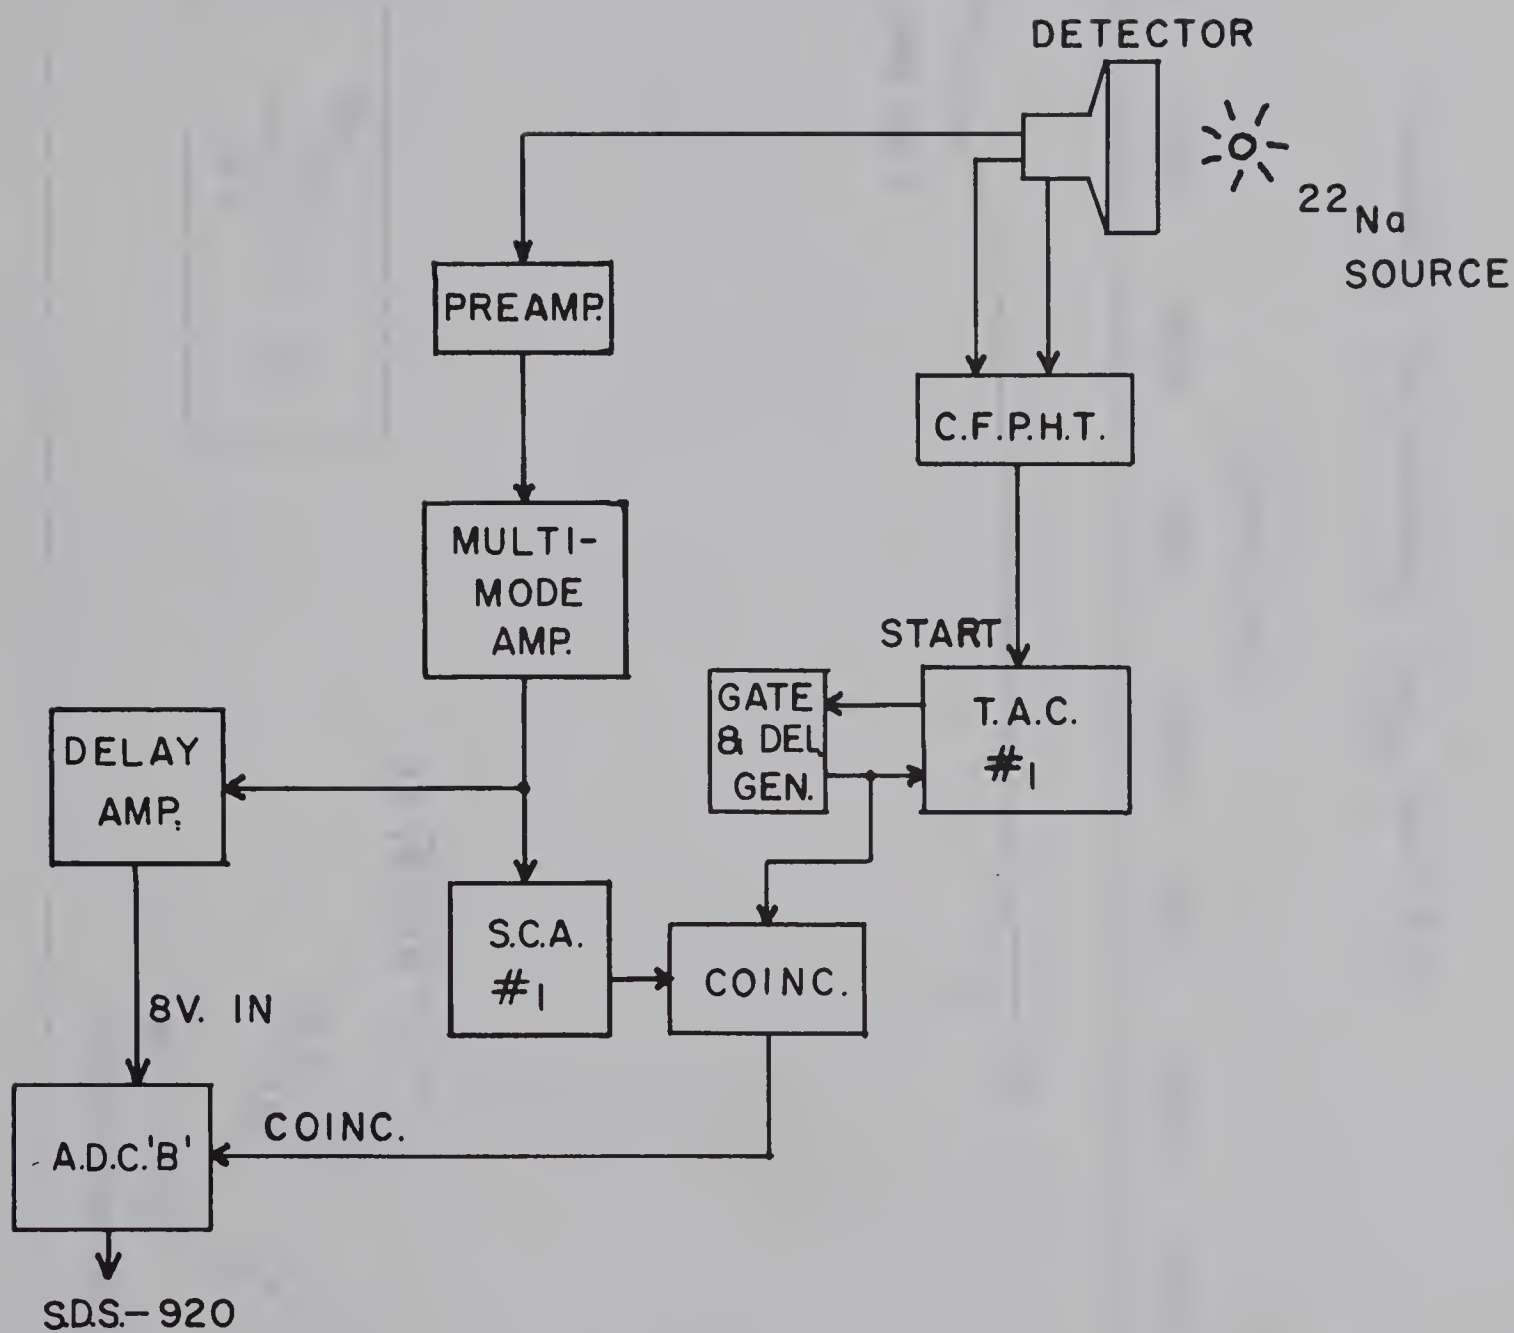 DETECTOR
22Na
SOURCE
PREAMP.
C.F.P.H.T.
MULTI-
MODE
AMP.
START
GATE
& DEL.
GEN.
T.A.C.
#1
DELAY
AMP.
S.C.A.
#1
COINC.
8V. IN
COINC.
A.D.C.'B'
S.D.S.-920